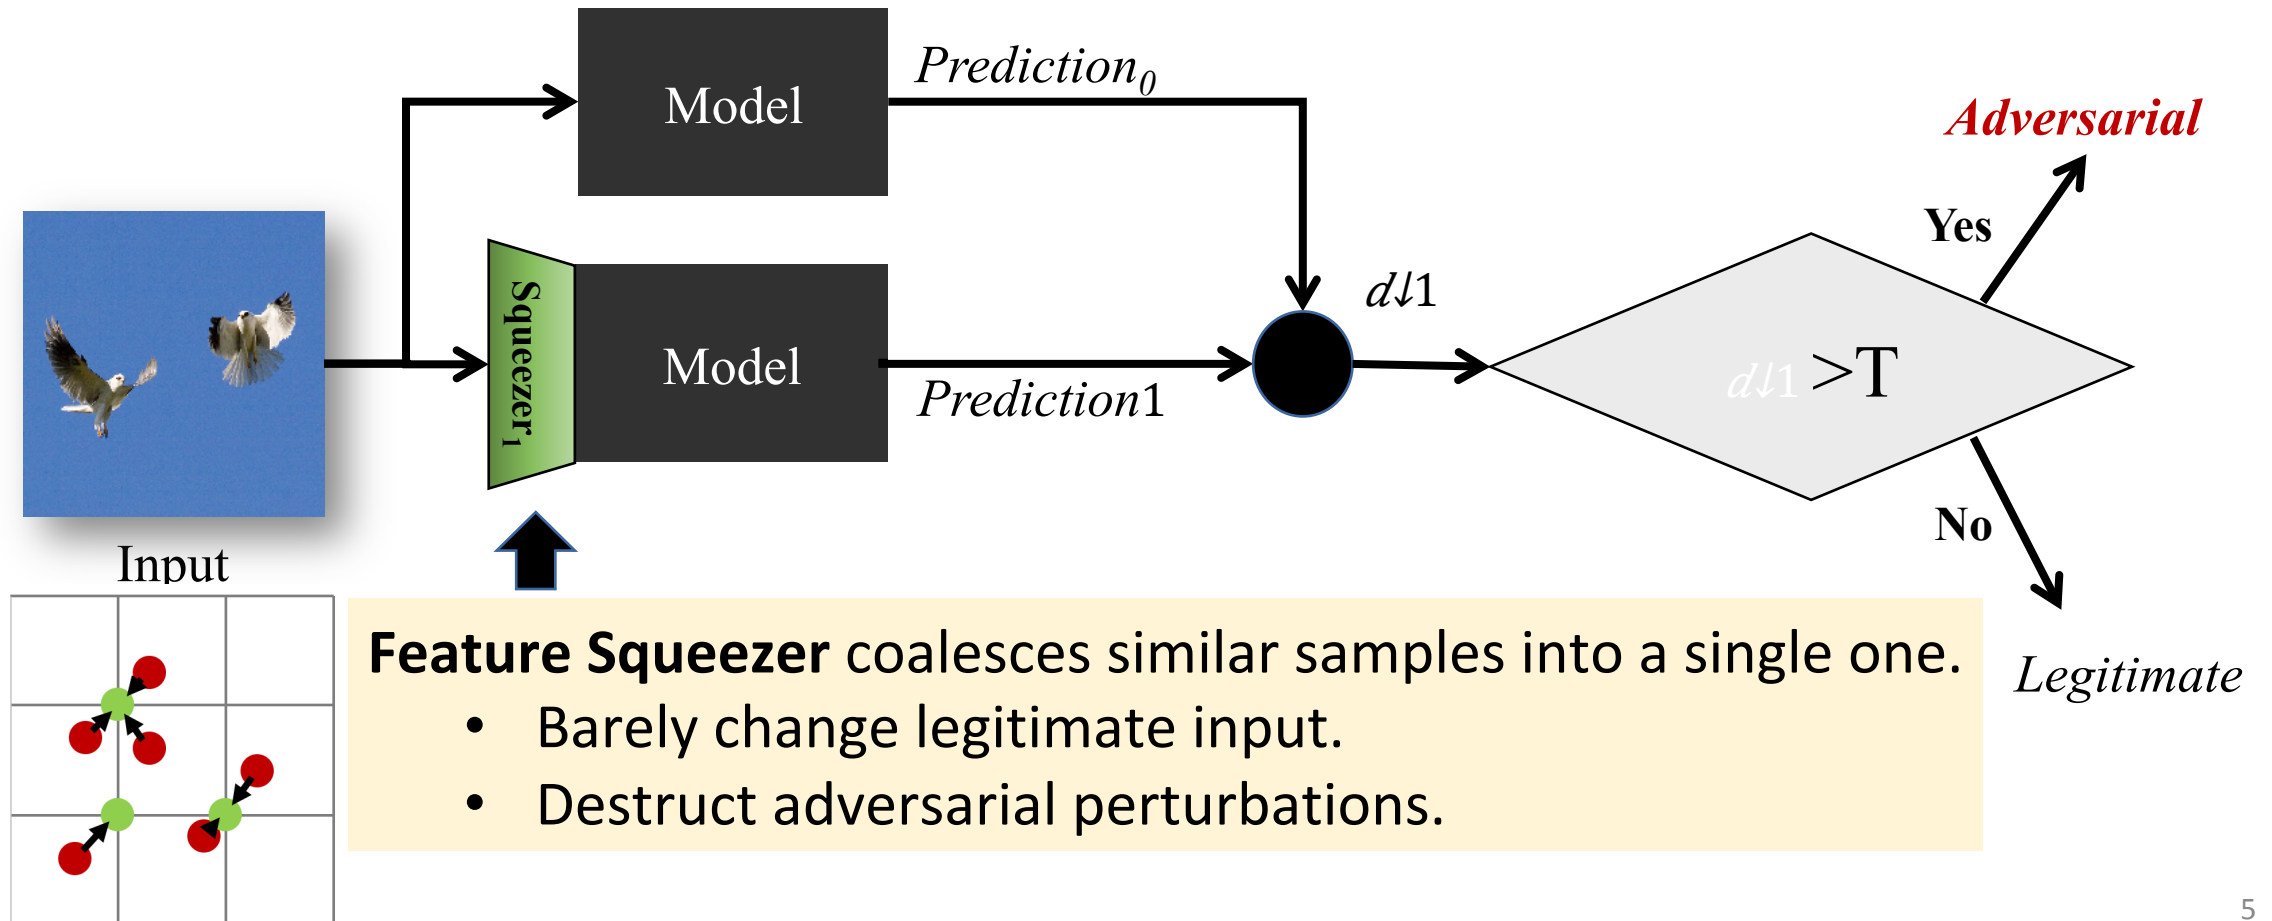 Model
Prediction0
Adversarial
Yes
Squeezer1
Model
Prediction1
d↓1
d↓1 >T
No
Input
Legitimate
Feature Squeezer coalesces similar samples into a single one.
• Barely change legitimate input.
• Destruct adversarial perturbations.
5